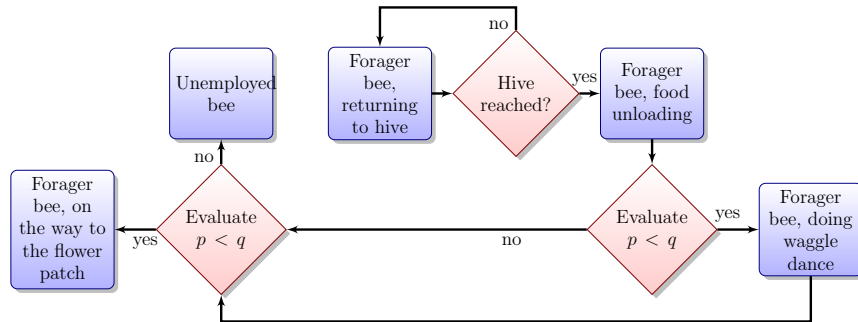 no
Forager
bee,
returning
to hive
Hive
reached?
yes
Forager
bee, food
unloading
Unemployed
bee
no
Forager
bee, on
the way to
the flower
patch
yes
Evaluate
p < q
no
Evaluate
p < q
yes
Forager
bee, doing
waggle
dance